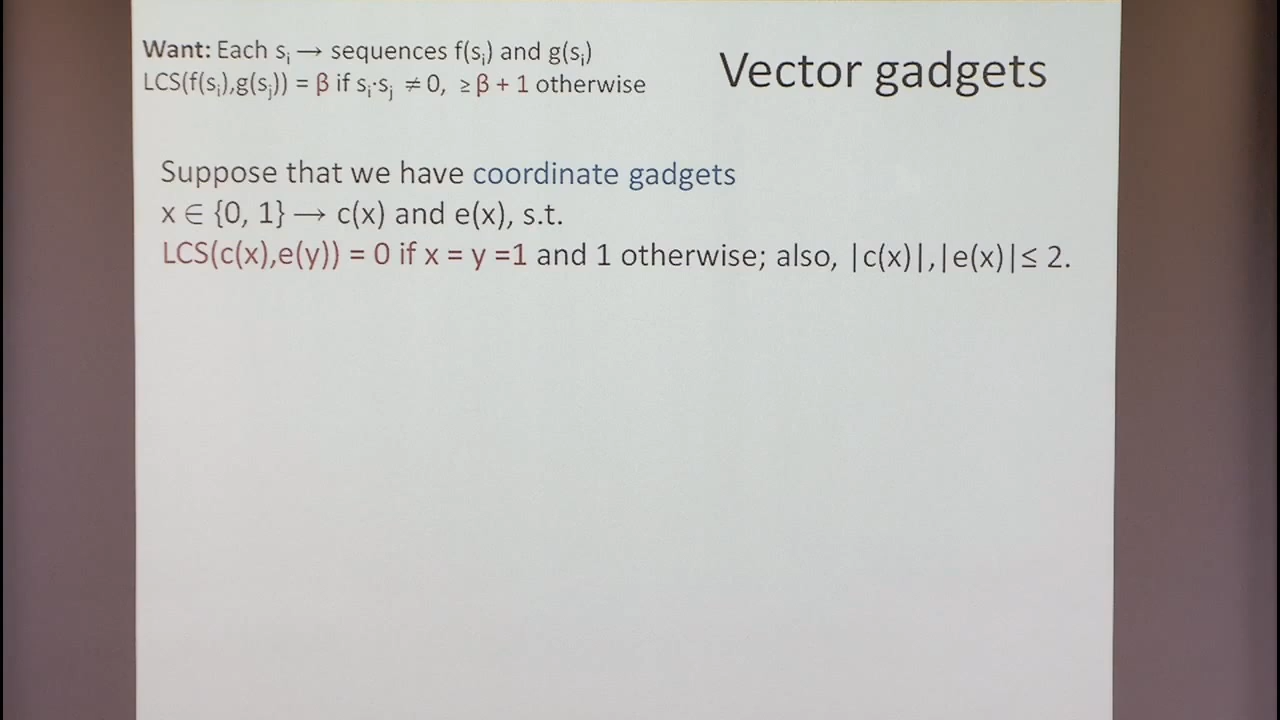 Want: Each sᵢ → sequences f(sᵢ) and g(sᵢ)
LCS(f(sᵢ),g(sⱼ)) = β if sᵢ·sⱼ ≠ 0, ≥ β + 1 otherwise
Vector gadgets
Suppose that we have coordinate gadgets
x ∈ {0, 1} → c(x) and e(x), s.t.
LCS(c(x),e(y)) = 0 if x = y =1 and 1 otherwise; also, |c(x)|,|e(x)|≤ 2.